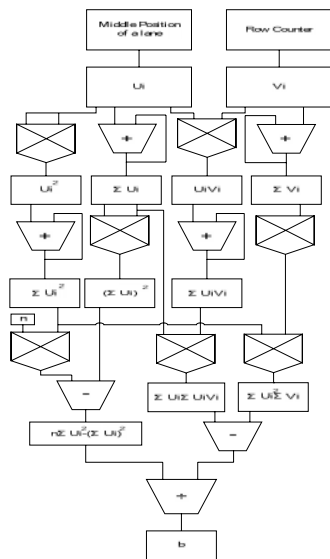 Middle Position
of a lane
Row Counter
Ui
Vi
+
+
Ui²
Σ Ui
UiVi
Σ Vi
+
+
Σ Ui²
(Σ Ui)²
Σ UiVi
n
-
Σ UiΣ UiVi
Σ Ui²Σ Vi
nΣ Ui²-(Σ Ui)²
-
÷
b